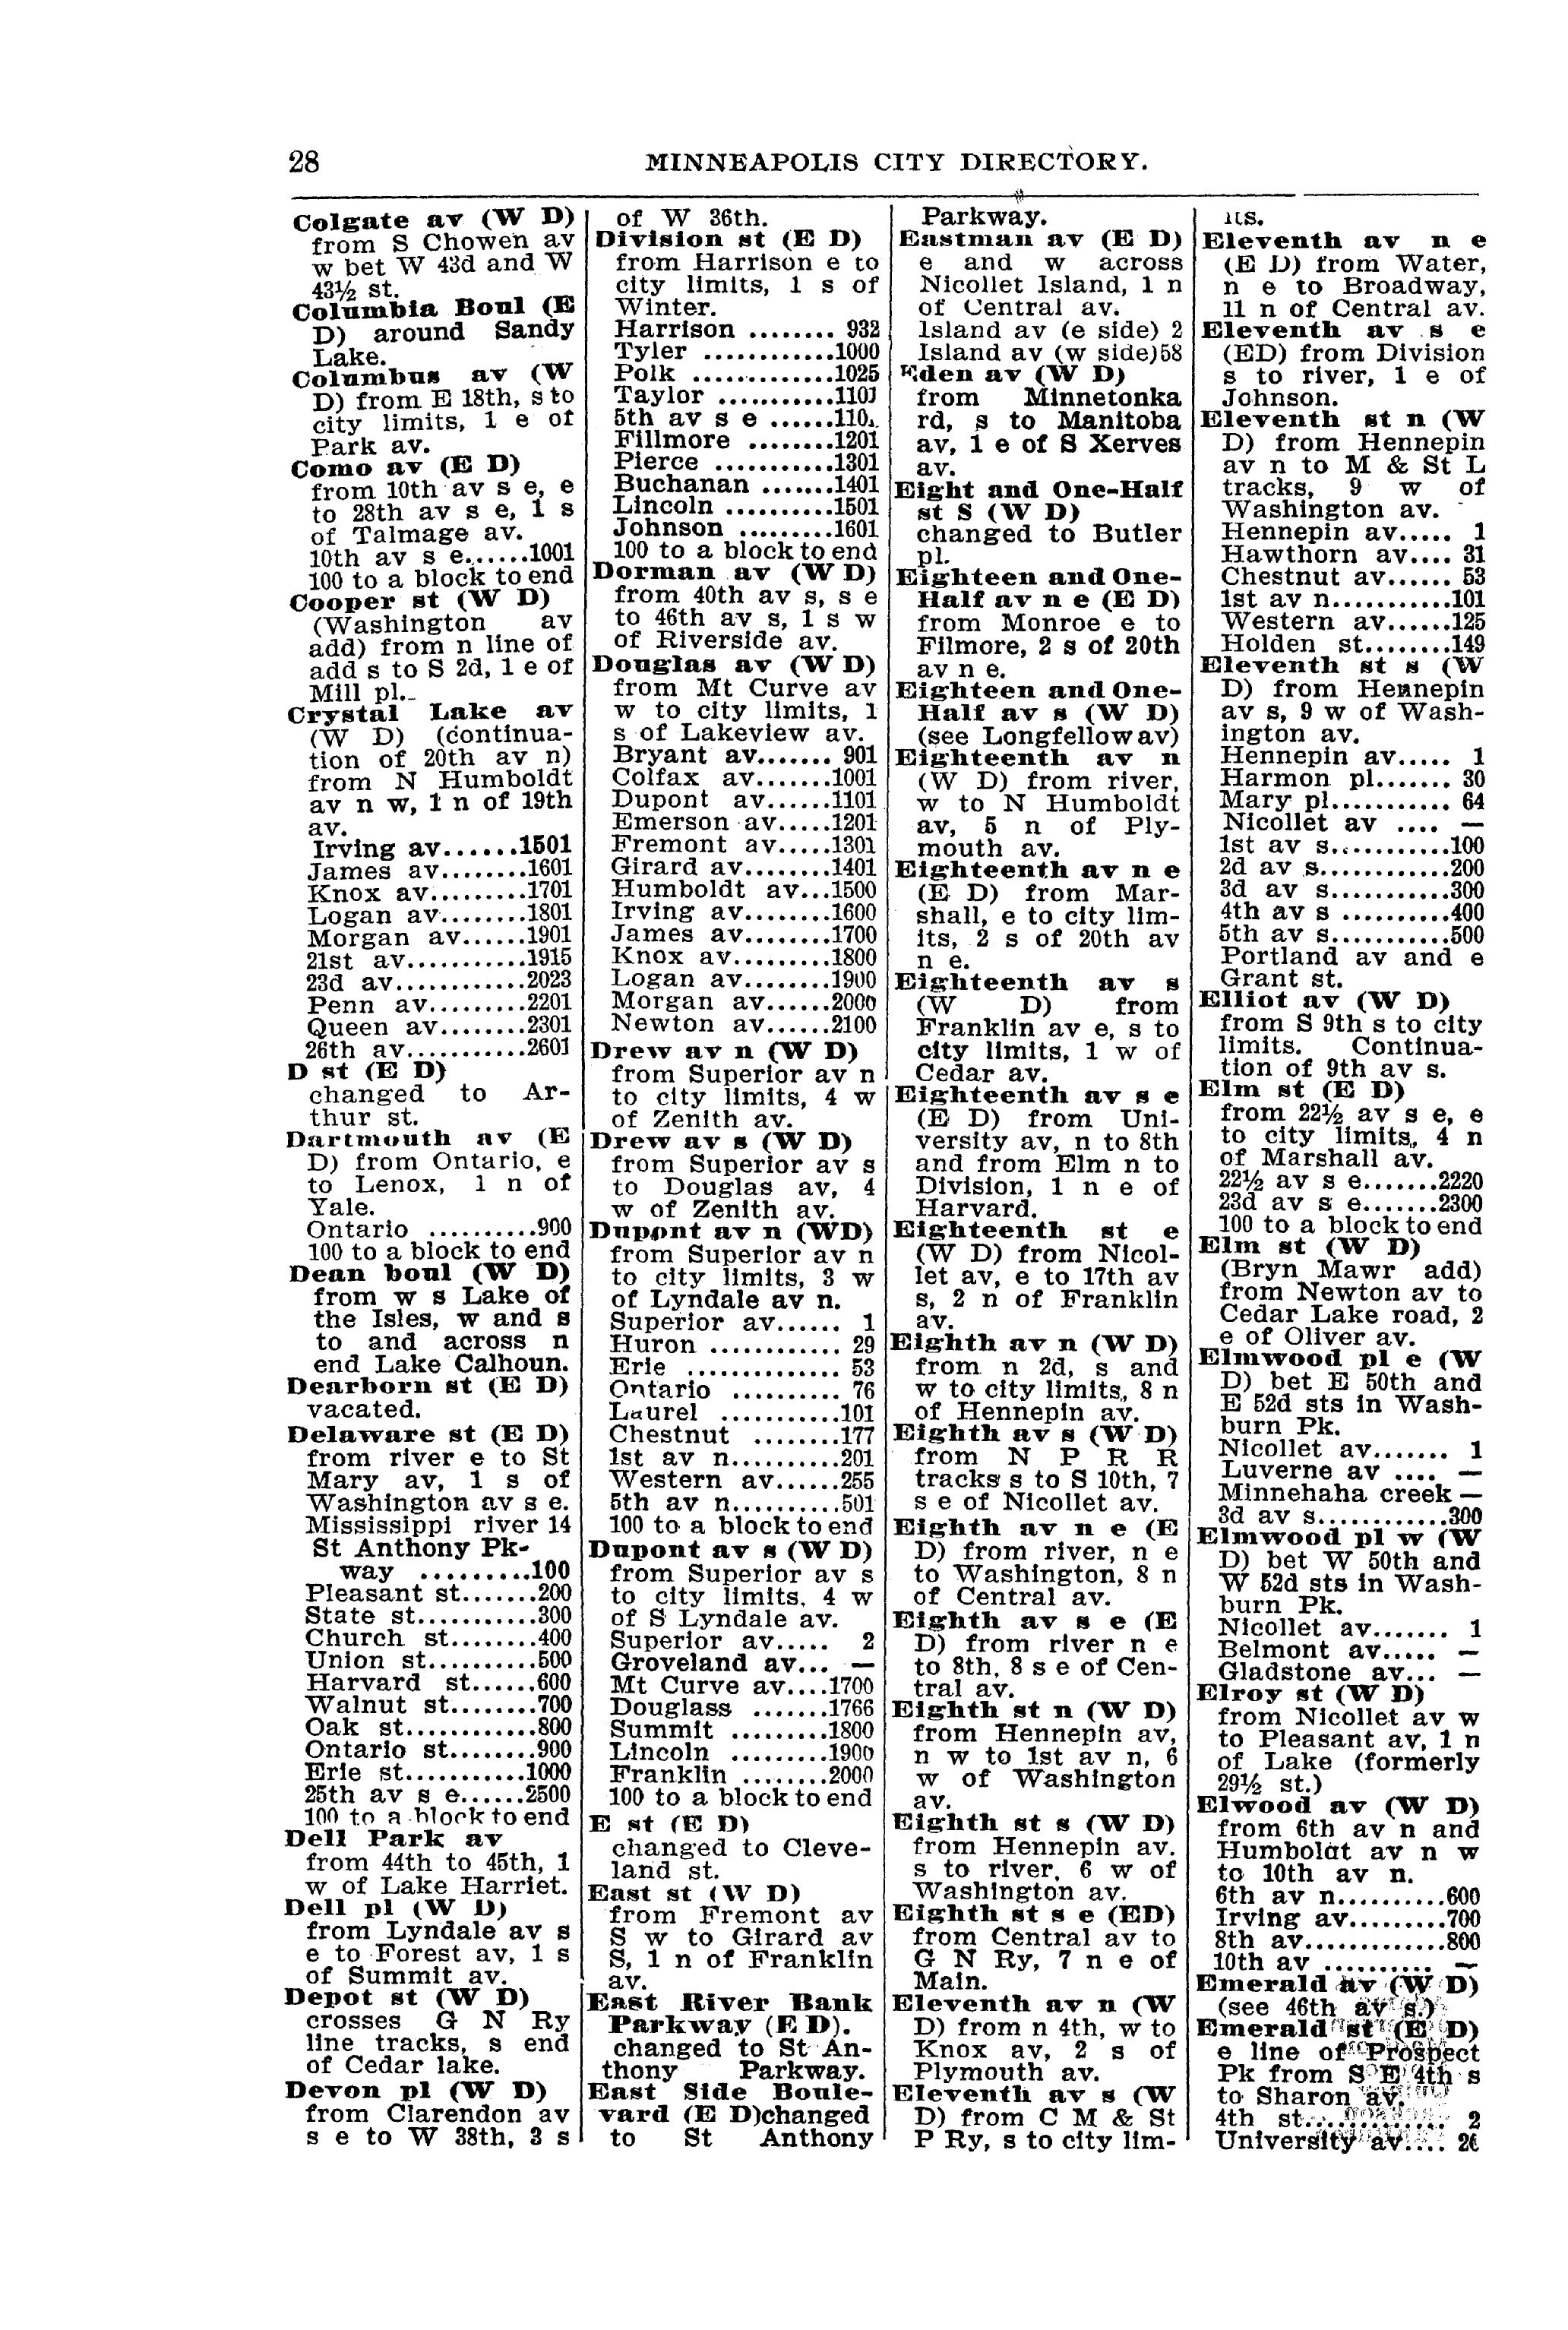 28
MINNEAPOLIS CITY DIRECTORY.
Colgate av (W D)
from S Chowen av
w bet W 43d and W
43½ st.
Columbia Boul (E
D) around Sandy
Lake.
Columbus av (W
D) from E 18th, s to
city limits, 1 e of
Park av.
Como av (E D)
from 10th av s e, e
to 28th av s e, 1 s
of Talmage av.
10th av s e......1001
100 to a block to end
Cooper st (W D)
(Washington av
add) from n line of
add s to S 2d, 1 e of
Mill pl.
Crystal Lake av
(W D) (continua-
tion of 20th av n)
from N Humboldt
av n w, 1 n of 19th
av.
Irving av......1501
James av........1601
Knox av.........1701
Logan av........1801
Morgan av......1901
21st av...........1915
23d av............2023
Penn av.........2201
Queen av........2301
26th av...........2601
D st (E D)
changed to Ar-
thur st.
Dartmouth av (E
D) from Ontario, e
to Lenox, 1 n of
Yale.
Ontario ..........900
100 to a block to end
Dean boul (W D)
from w s Lake of
the Isles, w and s
to and across n
end Lake Calhoun.
Dearborn st (E D)
vacated.
Delaware st (E D)
from river e to St
Mary av, 1 s of
Washington av s e.
Mississippi river 14
St Anthony Pk-
way .........100
Pleasant st.......200
State st...........300
Church st........400
Union st..........500
Harvard st......600
Walnut st........700
Oak st............800
Ontario st........900
Erie st...........1000
25th av s e......2500
100 to a block to end
Dell Park av
from 44th to 45th, 1
w of Lake Harriet.
Dell pl (W D)
from Lyndale av s
e to Forest av, 1 s
of Summit av.
Depot st (W D)
crosses G N Ry
line tracks, s end
of Cedar lake.
Devon pl (W D)
from Clarendon av
s e to W 38th, 3 s
of W 36th.
Division st (E D)
from Harrison e to
city limits, 1 s of
Winter.
Harrison ........ 932
Tyler ............1000
Polk .............1025
Taylor ...........1101
5th av s e ......110
Fillmore ........1201
Pierce ...........1301
Buchanan .......1401
Lincoln ..........1501
Johnson .........1601
100 to a block to end
Dorman av (W D)
from 40th av s, s e
to 46th av s, 1 s w
of Riverside av.
Douglas av (W D)
from Mt Curve av
w to city limits, 1
s of Lakeview av.
Bryant av....... 901
Colfax av.......1001
Dupont av......1101
Emerson av.....1201
Fremont av.....1301
Girard av........1401
Humboldt av...1500
Irving av........1600
James av........1700
Knox av.........1800
Logan av........1900
Morgan av......2000
Newton av......2100
Drew av n (W D)
from Superior av n
to city limits, 4 w
of Zenith av.
Drew av s (W D)
from Superior av s
to Douglas av, 4
w of Zenith av.
Dupont av n (WD)
from Superior av n
to city limits, 3 w
of Lyndale av n.
Superior av...... 1
Huron ............ 29
Erie .............. 53
Ontario .......... 76
Laurel ...........101
Chestnut ........177
1st av n..........201
Western av......255
5th av n..........501
100 to a block to end
Dupont av s (W D)
from Superior av s
to city limits, 4 w
of S Lyndale av.
Superior av..... 2
Groveland av... —
Mt Curve av....1700
Douglass .......1766
Summit .........1800
Lincoln .........1900
Franklin ........2000
100 to a block to end
E st (E D)
changed to Cleve-
land st.
East st (W D)
from Fremont av
S w to Girard av
S, 1 n of Franklin
av.
East River Bank
Parkway (E D).
changed to St An-
thony Parkway.
East Side Boule-
vard (E D)changed
to St Anthony
Parkway.
Eastman av (E D)
e and w across
Nicollet Island, 1 n
of Central av.
Island av (e side) 2
Island av (w side)58
Eden av (W D)
from Minnetonka
rd, s to Manitoba
av, 1 e of S Xerves
av.
Eight and One-Half
st S (W D)
changed to Butler
pl.
Eighteen and One-
Half av n e (E D)
from Monroe e to
Filmore, 2 s of 20th
av n e.
Eighteen and One-
Half av s (W D)
(see Longfellow av)
Eighteenth av n
(W D) from river,
w to N Humboldt
av, 5 n of Ply-
mouth av.
Eighteenth av n e
(E D) from Mar-
shall, e to city lim-
its, 2 s of 20th av
n e.
Eighteenth av s
(W D) from
Franklin av e, s to
city limits, 1 w of
Cedar av.
Eighteenth av s e
(E D) from Uni-
versity av, n to 8th
and from Elm n to
Division, 1 n e of
Harvard.
Eighteenth st e
(W D) from Nicol-
let av, e to 17th av
s, 2 n of Franklin
av.
Eighth av n (W D)
from n 2d, s and
w to city limits, 8 n
of Hennepin av.
Eighth av s (W D)
from N P R R
tracks s to S 10th, 7
s e of Nicollet av.
Eighth av n e (E
D) from river, n e
to Washington, 8 n
of Central av.
Eighth av s e (E
D) from river n e
to 8th, 8 s e of Cen-
tral av.
Eighth st n (W D)
from Hennepin av,
n w to 1st av n, 6
w of Washington
av.
Eighth st s (W D)
from Hennepin av.
s to river, 6 w of
Washington av.
Eighth st s e (ED)
from Central av to
G N Ry, 7 n e of
Main.
Eleventh av n (W
D) from n 4th, w to
Knox av, 2 s of
Plymouth av.
Eleventh av s (W
D) from C M & St
P Ry, s to city lim-
its.
Eleventh av n e
(E D) from Water,
n e to Broadway,
11 n of Central av.
Eleventh av s e
(ED) from Division
s to river, 1 e of
Johnson.
Eleventh st n (W
D) from Hennepin
av n to M & St L
tracks, 9 w of
Washington av.
Hennepin av..... 1
Hawthorn av.... 31
Chestnut av...... 53
1st av n...........101
Western av......125
Holden st........149
Eleventh st s (W
D) from Hennepin
av s, 9 w of Wash-
ington av.
Hennepin av..... 1
Harmon pl....... 30
Mary pl........... 64
Nicollet av .... —
1st av s...........100
2d av s............200
3d av s...........300
4th av s ..........400
5th av s...........500
Portland av and e
Grant st.
Elliot av (W D)
from S 9th s to city
limits. Continua-
tion of 9th av s.
Elm st (E D)
from 22½ av s e, e
to city limits, 4 n
of Marshall av.
22½ av s e.......2220
23d av s e.......2300
100 to a block to end
Elm st (W D)
(Bryn Mawr add)
from Newton av to
Cedar Lake road, 2
e of Oliver av.
Elmwood pl e (W
D) bet E 50th and
E 52d sts in Wash-
burn Pk.
Nicollet av....... 1
Luverne av .... —
Minnehaha creek —
3d av s............300
Elmwood pl w (W
D) bet W 50th and
W 52d sts in Wash-
burn Pk.
Nicollet av....... 1
Belmont av..... —
Gladstone av... —
Elroy st (W D)
from Nicollet av w
to Pleasant av, 1 n
of Lake (formerly
29½ st.)
Elwood av (W D)
from 6th av n and
Humboldt av n w
to 10th av n.
6th av n..........600
Irving av.........700
8th av.............800
10th av .......... —
Emerald av (W D)
(see 46th av s.)
Emerald st (E D)
e line of Prospect
Pk from S E 4th s
to Sharon av.
4th st............. 2
University av.... 26